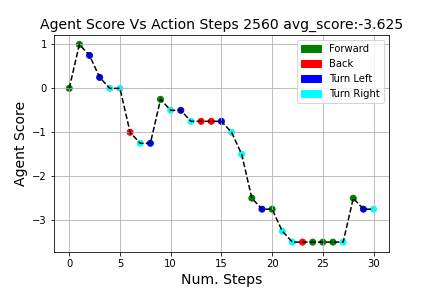 Agent Score Vs Action Steps 2560 avg_score:-3.625
1
0
−1
−2
−3
Agent Score
Forward
Back
Turn Left
Turn Right
0 5 10 15 20 25 30
Num. Steps